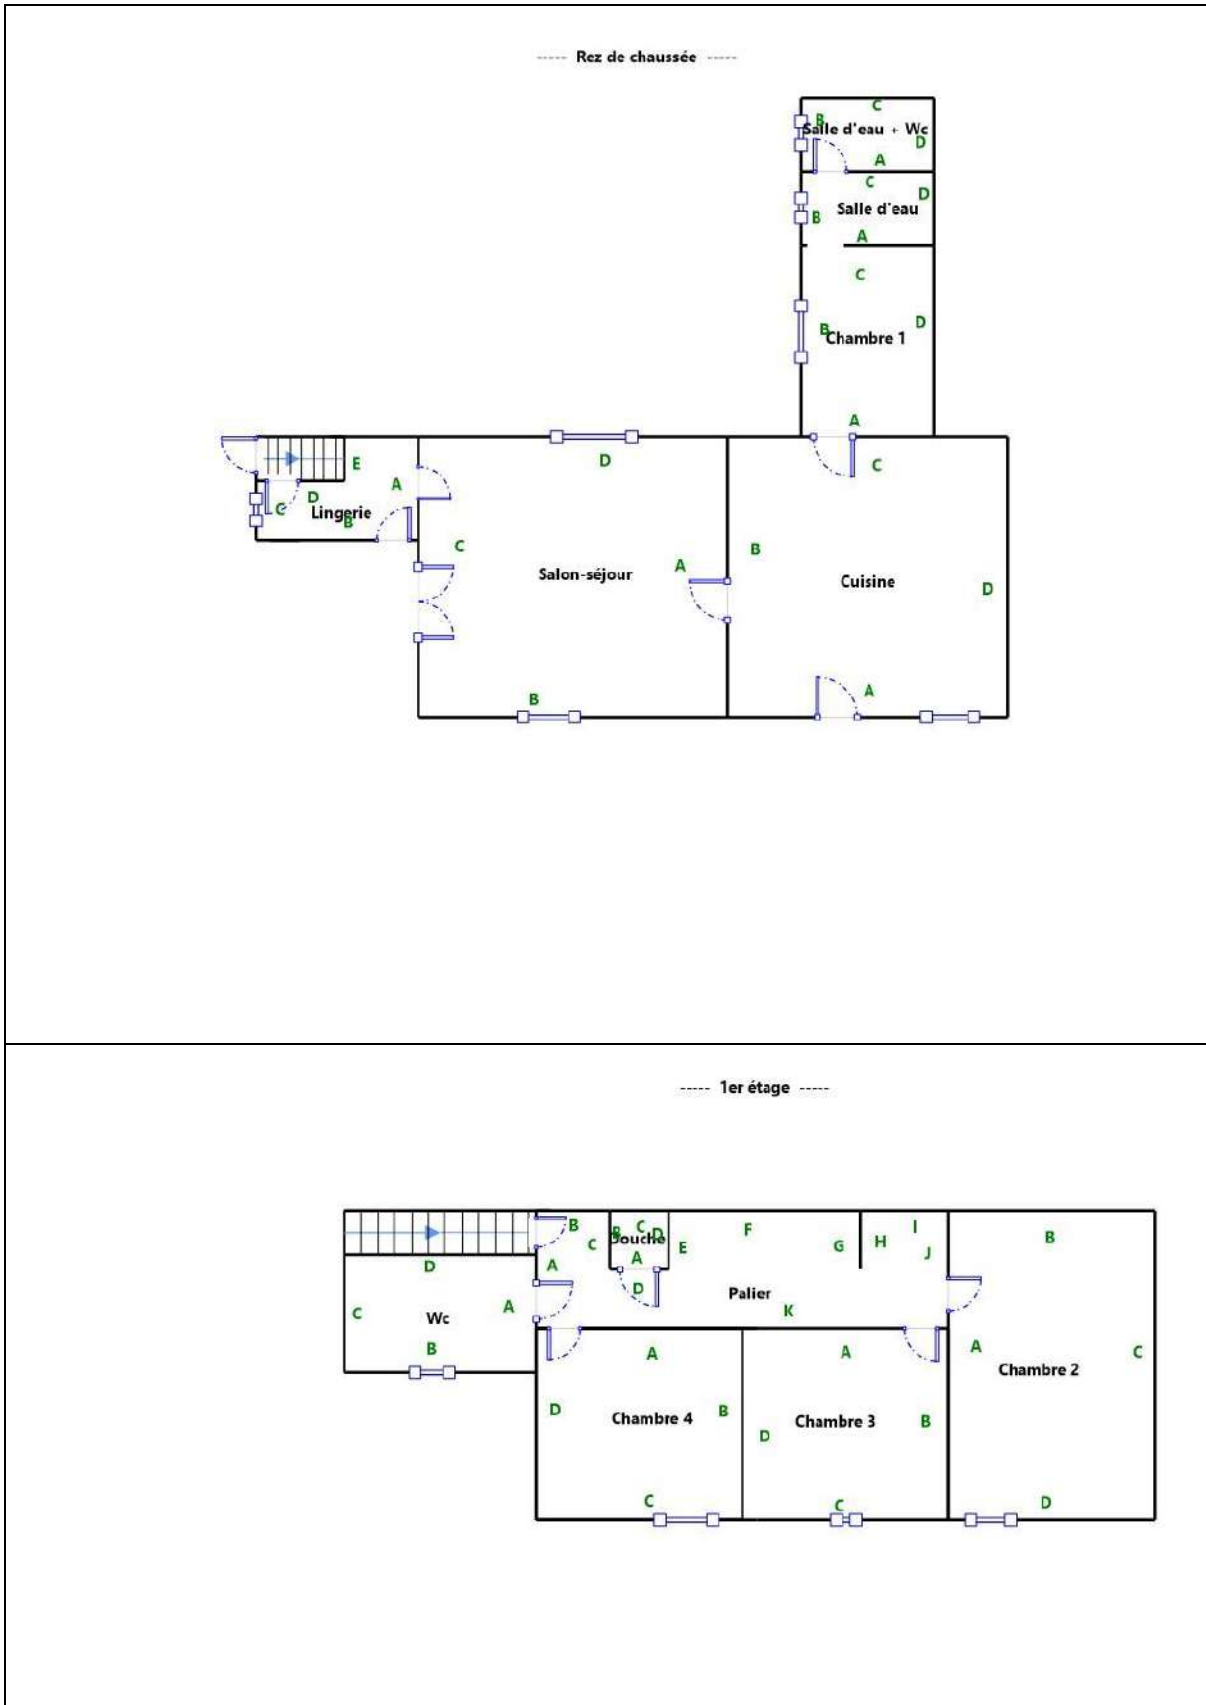 ----- Rez de chaussée -----
C
B
Salle d'eau + Wc
D
A
C
D
Salle d'eau
B
A
C
D
B
Chambre 1
A
E
D
C
A
D
C
Lingerie
B
C
B
A
Salon-séjour
Cuisine
D
A
B
----- 1er étage -----
B
B
C
D
F
I
B
C
Douche
E
G
H
J
A
A
D
D
Palier
K
C
A
Wc
B
A
A
A
C
Chambre 2
D
Chambre 4
B
Chambre 3
B
D
C
C
D